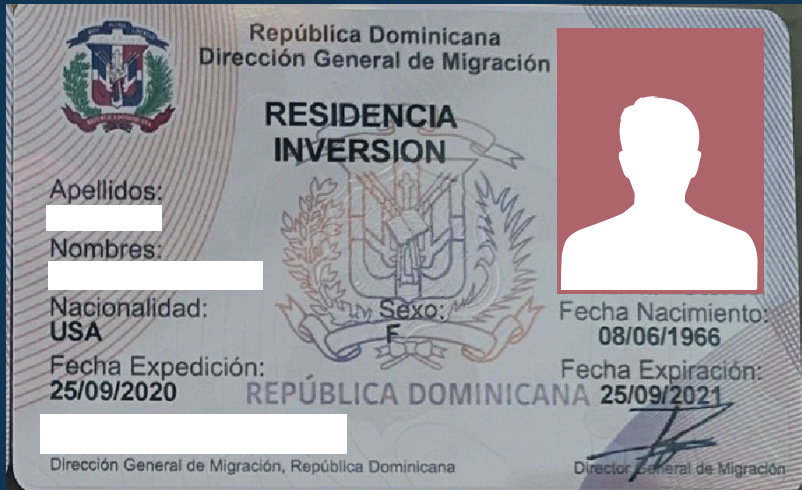 República Dominicana
Dirección General de Migración
RESIDENCIA
INVERSION
Apellidos:
Nombres:
Nacionalidad:
USA
Sexo:
F
Fecha Nacimiento:
08/06/1966
Fecha Expedición:
25/09/2020
Fecha Expiración:
25/09/2021
REPÚBLICA DOMINICANA
Dirección General de Migración, República Dominicana
Director General de Migración